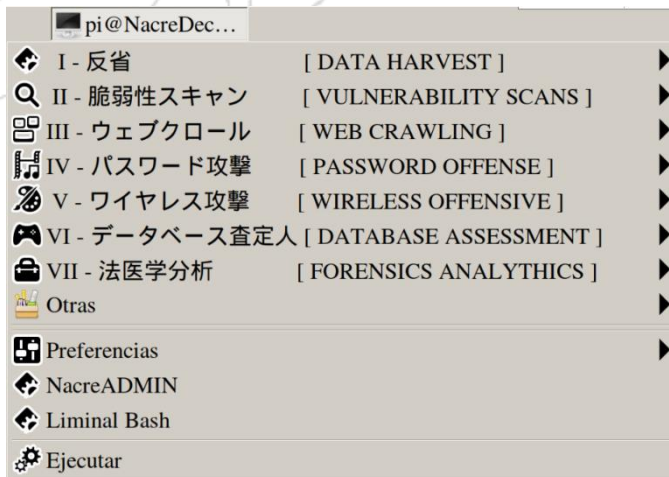 pi@NacreDec...
I - 反省 [ DATA HARVEST ]
II - 脆弱性スキャン [ VULNERABILITY SCANS ]
III - ウェブクロール [ WEB CRAWLING ]
IV - パスワード攻撃 [ PASSWORD OFFENSE ]
V - ワイヤレス攻撃 [ WIRELESS OFFENSIVE ]
VI - データベース査定人 [ DATABASE ASSESSMENT ]
VII - 法医学分析 [ FORENSICS ANALYTHICS ]
Otras
Preferencias
NacreADMIN
Liminal Bash
Ejecutar